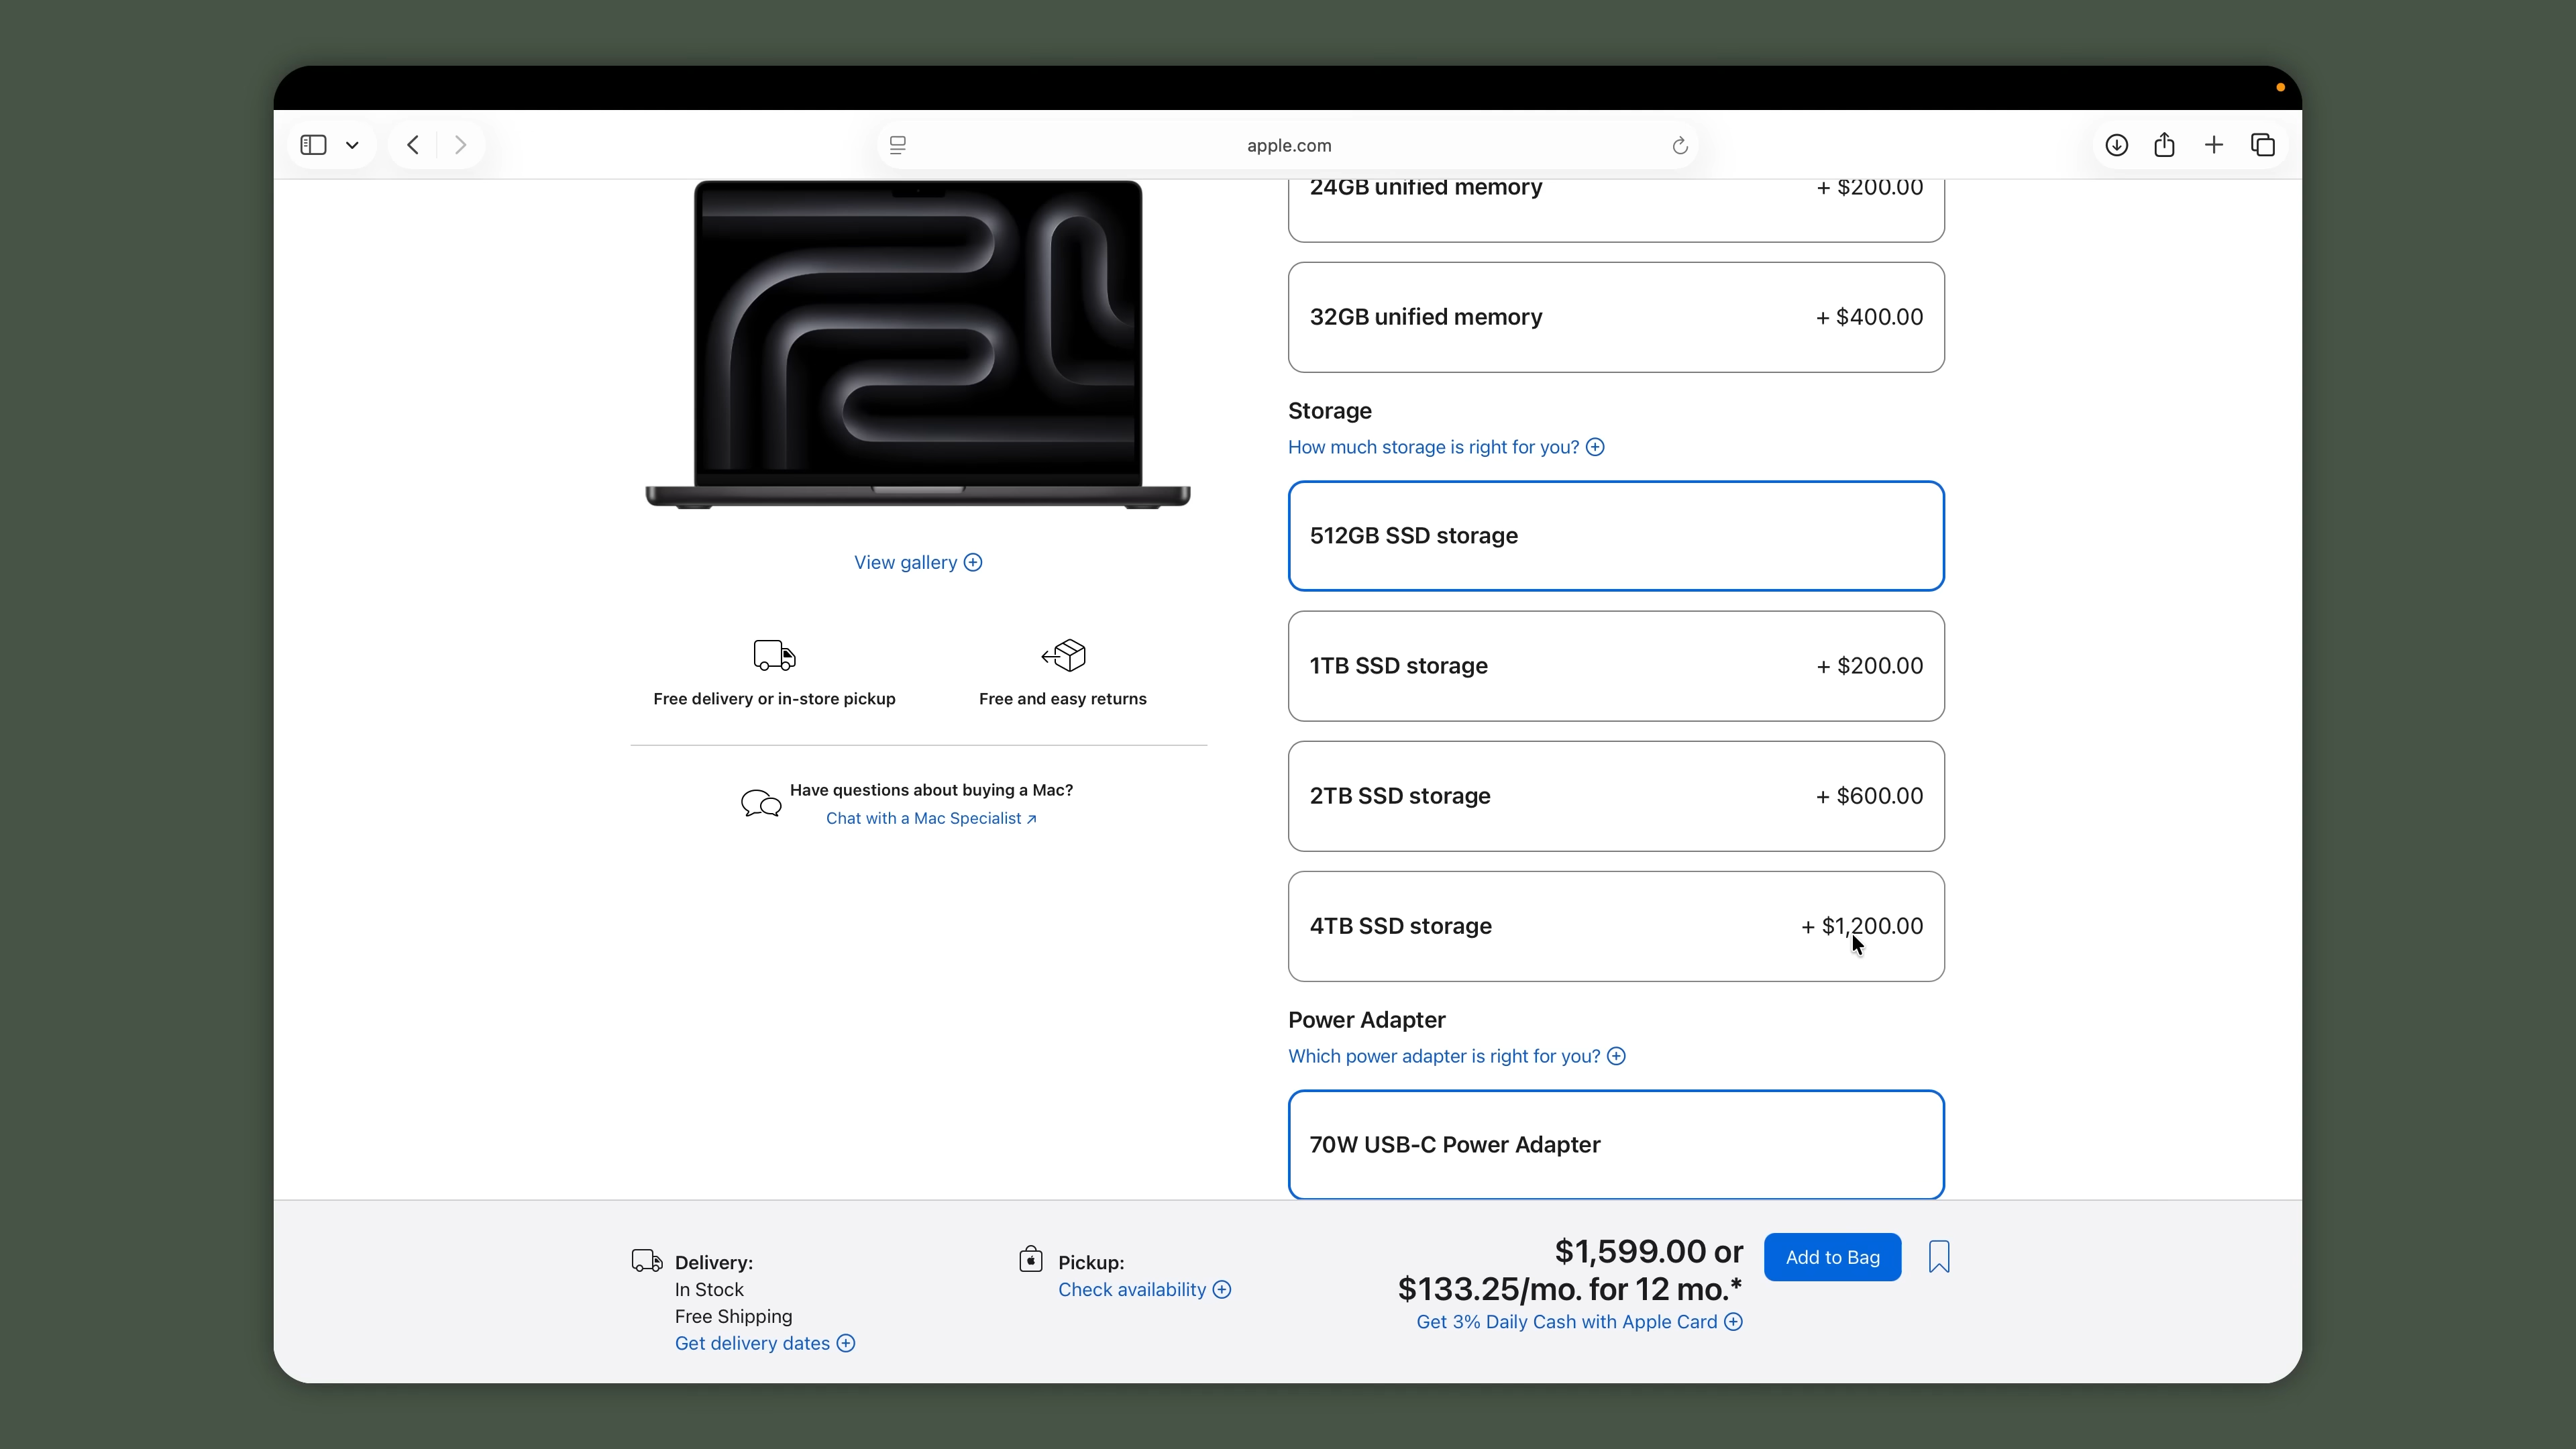 apple.com
24GB unified memory
+ $200.00
32GB unified memory
+ $400.00
Storage
How much storage is right for you?
512GB SSD storage
1TB SSD storage
+ $200.00
2TB SSD storage
+ $600.00
4TB SSD storage
+ $1,200.00
Power Adapter
Which power adapter is right for you?
70W USB-C Power Adapter
View gallery
Free delivery or in-store pickup
Free and easy returns
Have questions about buying a Mac?
Chat with a Mac Specialist ↗
Delivery:
In Stock
Free Shipping
Get delivery dates
Pickup:
Check availability
$1,599.00 or
$133.25/mo. for 12 mo.*
Get 3% Daily Cash with Apple Card
Add to Bag